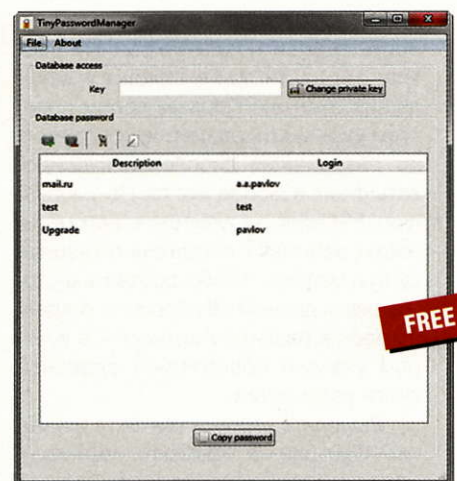 TinyPasswordManager
File About
Database access
Key Change private key
Database password
Description Login
mail.ru a.a.pavlov
test test
Upgrade pavlov
FREE
Copy password